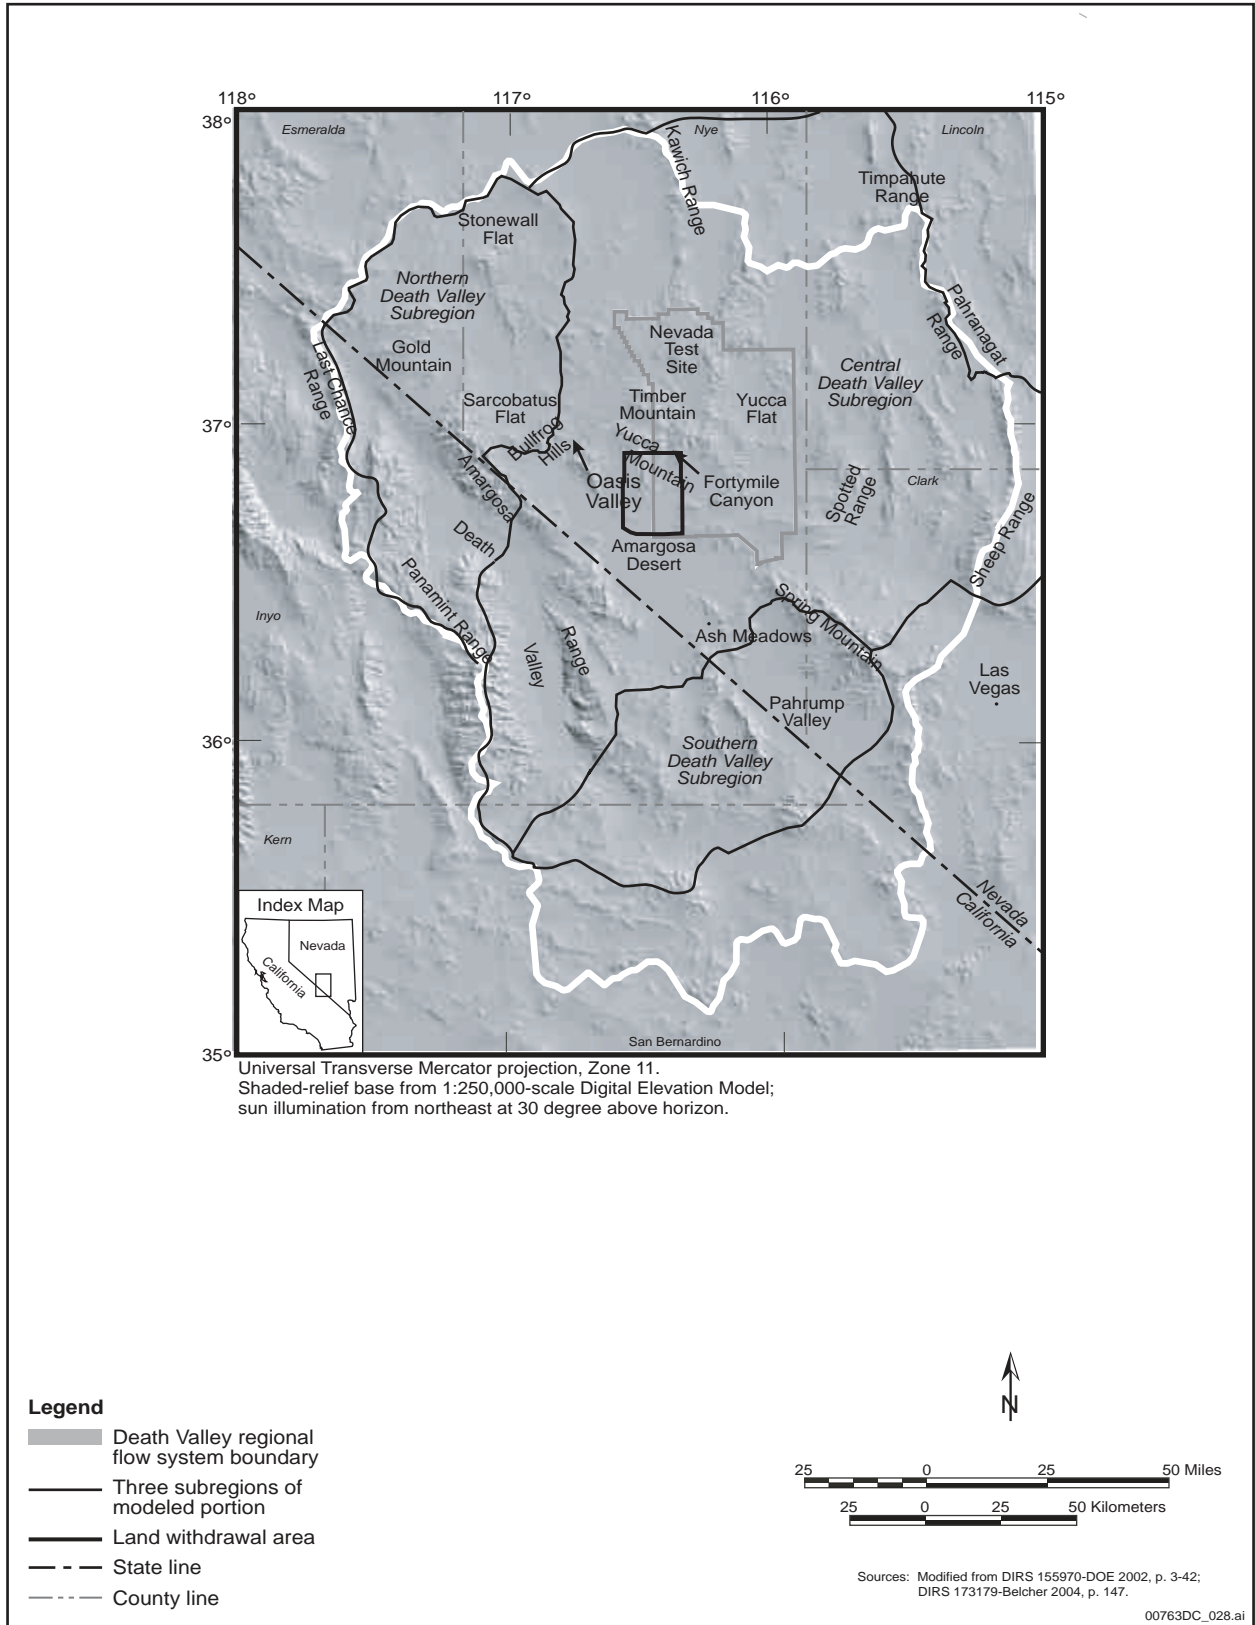 118°
117°
116°
115°
38°
Esmeralda
Nye
Lincoln
Kawich Range
Timpahute
Range
Stonewall
Flat
Northern
Death Valley
Subregion
Pahranagat
Range
Gold
Mountain
Nevada
Test
Site
Last Chance
Range
Central
Death Valley
Subregion
Sarcobatus
Flat
Timber
Mountain
Yucca
Flat
37°
Bullfrog
Hills
Yucca
Mountain
Amargosa
Oasis
Valley
Fortymile
Canyon
Spotted
Range
Clark
Sheep Range
Death
Amargosa
Desert
Panamint Range
Spring Mountain
Inyo
Ash Meadows
Valley
Range
Las
Vegas
Pahrump
Valley
36°
Southern
Death Valley
Subregion
Kern
Nevada
California
Index Map
Nevada
California
San Bernardino
35°
Universal Transverse Mercator projection, Zone 11.
Shaded-relief base from 1:250,000-scale Digital Elevation Model;
sun illumination from northeast at 30 degree above horizon.
N
Legend
Death Valley regional
flow system boundary
Three subregions of
modeled portion
Land withdrawal area
State line
County line
25 0 25 50 Miles
25 0 25 50 Kilometers
Sources: Modified from DIRS 155970-DOE 2002, p. 3-42;
DIRS 173179-Belcher 2004, p. 147.
00763DC_028.ai